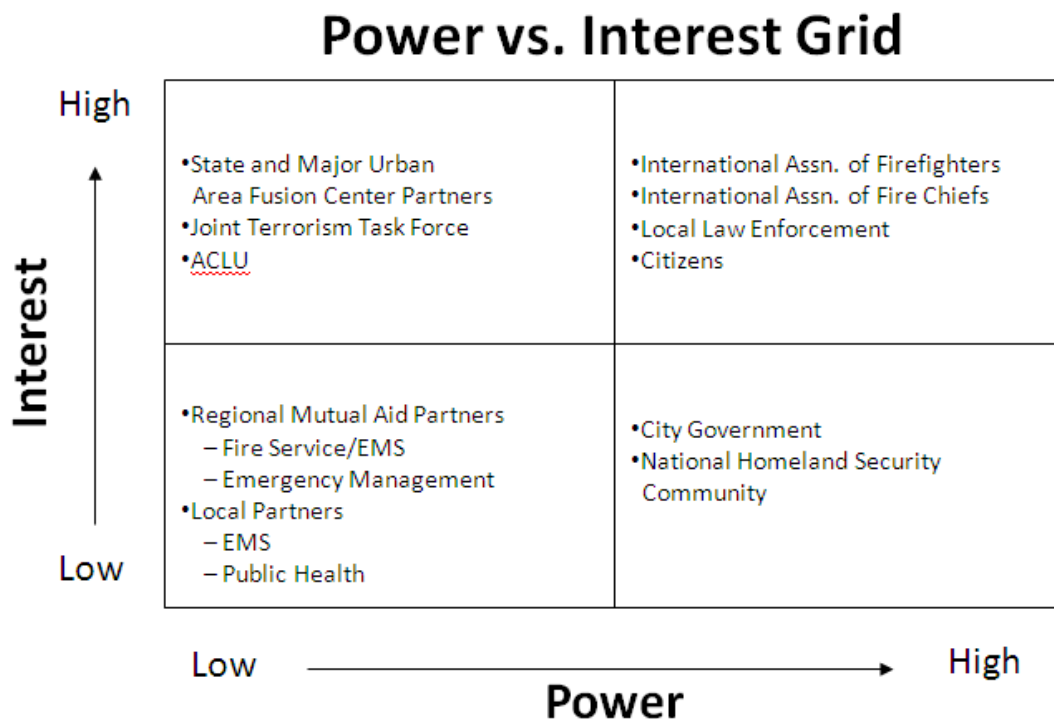 Power vs. Interest Grid
High
•State and Major Urban
Area Fusion Center Partners
•Joint Terrorism Task Force
•ACLU
•International Assn. of Firefighters
•International Assn. of Fire Chiefs
•Local Law Enforcement
•Citizens
Interest
•Regional Mutual Aid Partners
– Fire Service/EMS
– Emergency Management
•Local Partners
– EMS
– Public Health
•City Government
•National Homeland Security
Community
Low
Low
High
Power